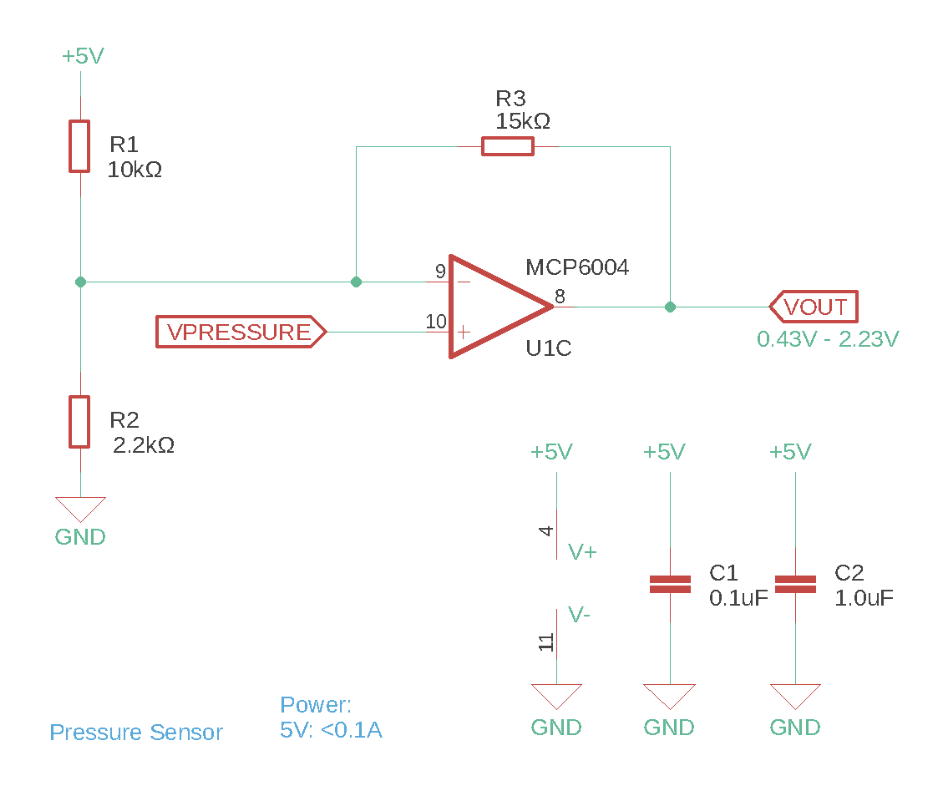 +5V
R3
15kΩ
R1
10kΩ
9
MCP6004
8
VOUT
10
VPRESSURE
0.43V - 2.23V
U1C
R2
2.2kΩ
+5V
+5V
+5V
GND
4
V+
C1
0.1uF
C2
1.0uF
V-
11
Power:
5V: <0.1A
Pressure Sensor
GND
GND
GND